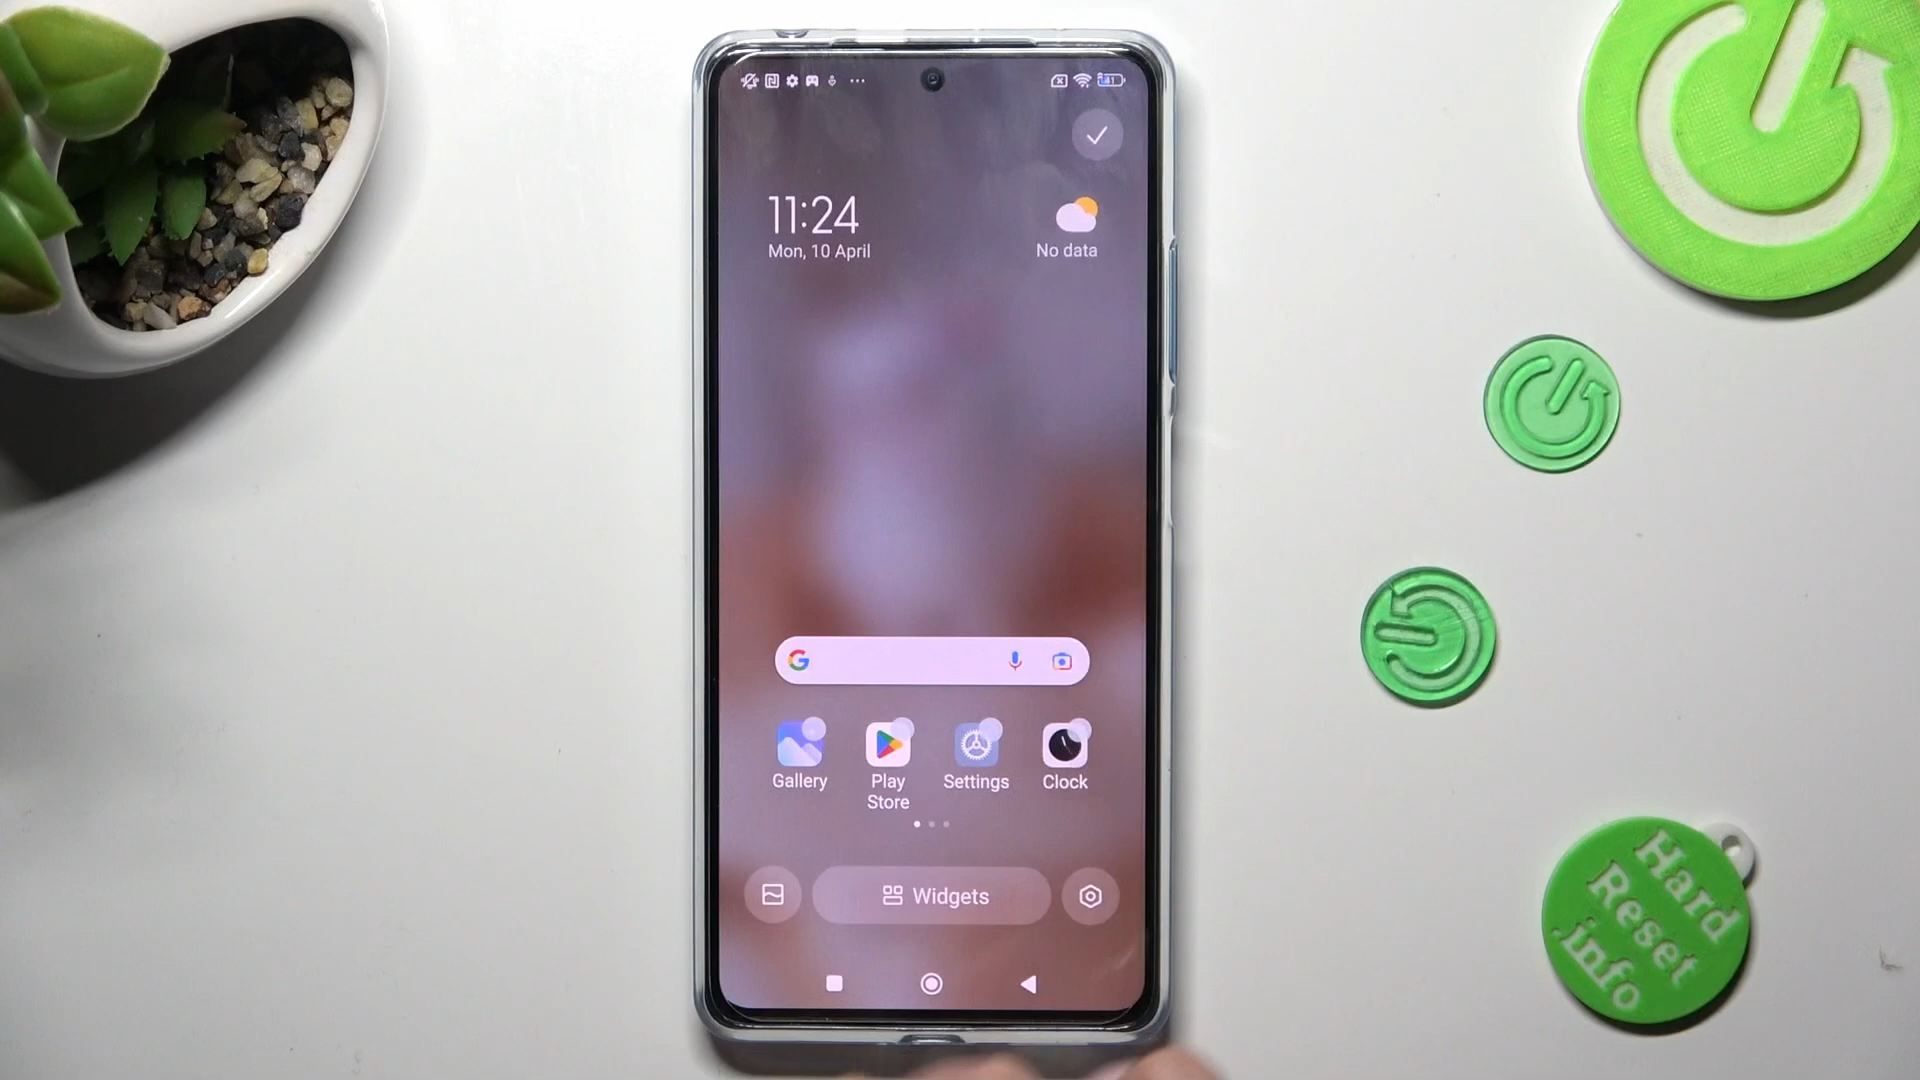 11:24
Mon, 10 April
No data
G
Gallery
Play
Store
Settings
Clock
Widgets
Hard
Reset
.info